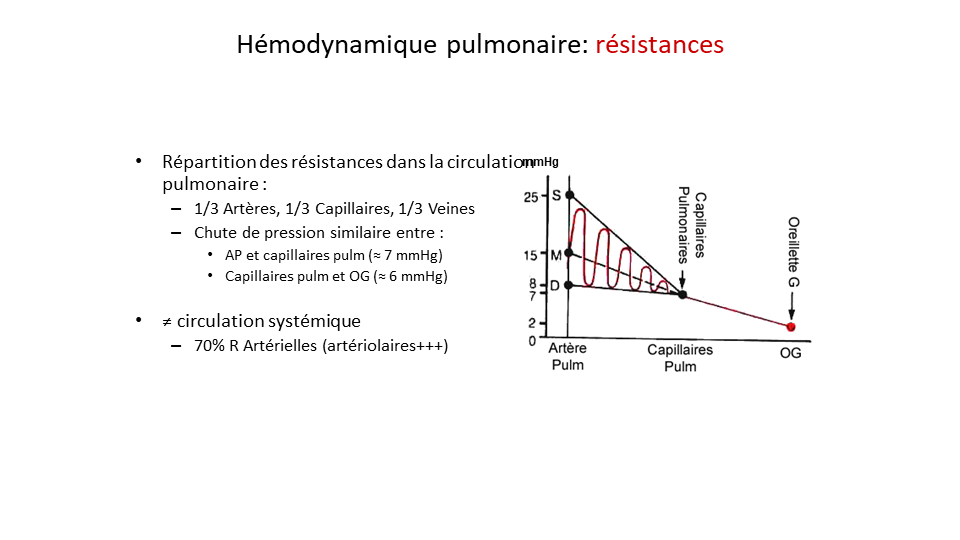 Hémodynamique pulmonaire: résistances
• Répartition des résistances dans la circulation
pulmonaire :
– 1/3 Artères, 1/3 Capillaires, 1/3 Veines
– Chute de pression similaire entre :
• AP et capillaires pulm (≈ 7 mmHg)
• Capillaires pulm et OG (≈ 6 mmHg)
• ≠ circulation systémique
– 70% R Artérielles (artériolaires+++)
mmHg
25 S
15 M
8 D
7
2
0
Capillaires
Pulmonaires
Oreillette G
Artère
Pulm
Capillaires
Pulm
OG